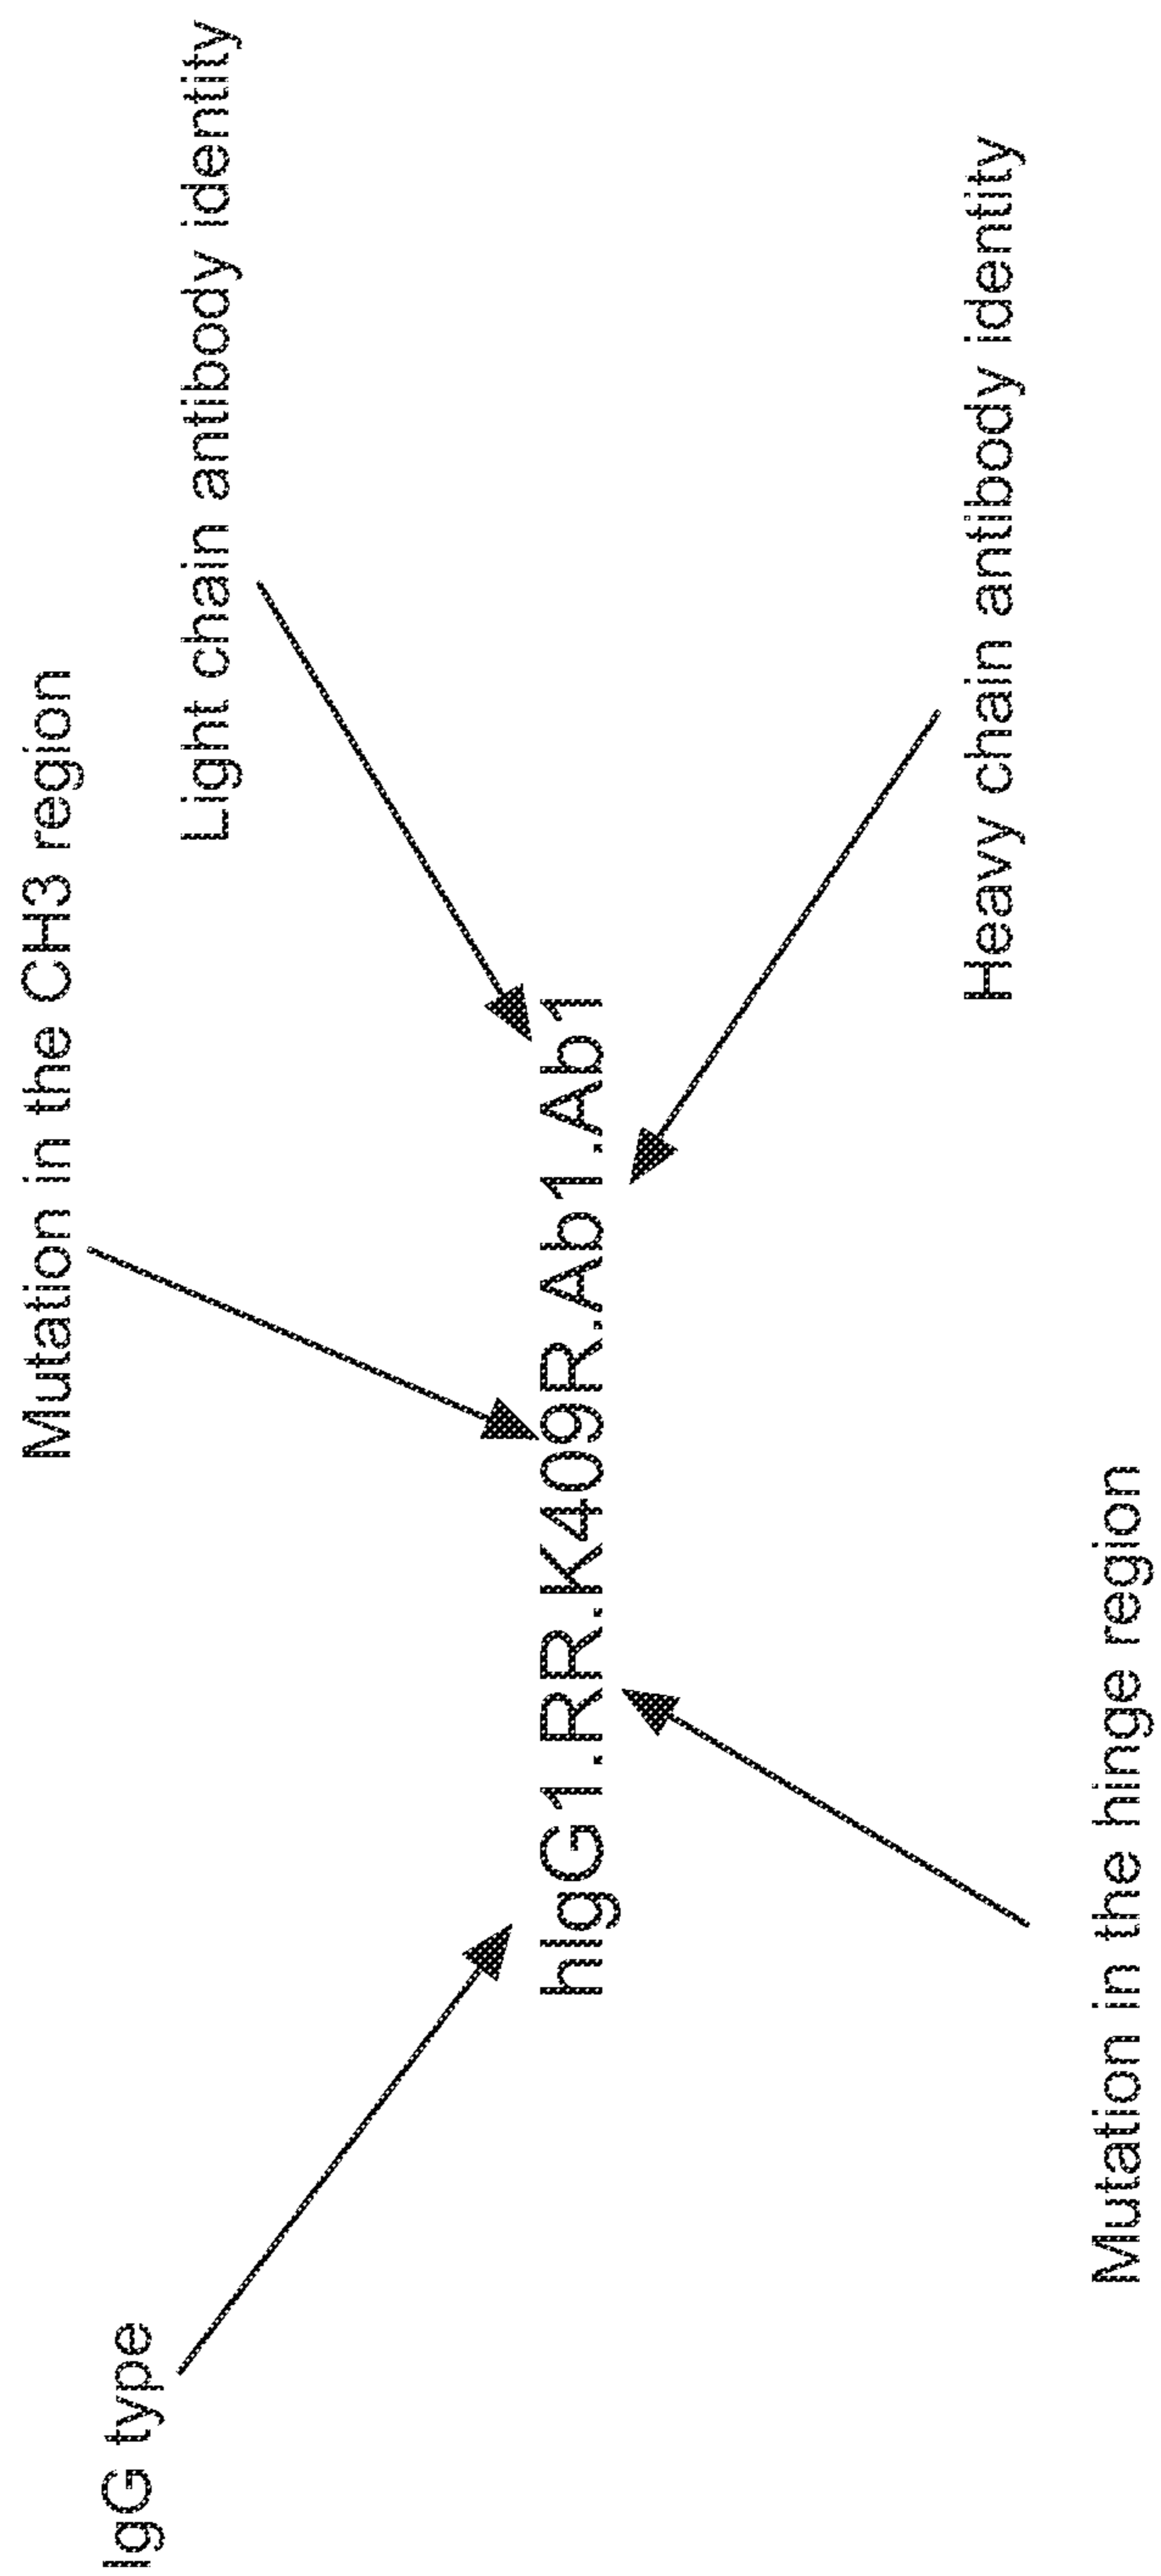 Mutation in the CH3 region
IgG type
Light chain antibody identity
hIgG1.RR.K409R.Ab1.Ab1
Heavy chain antibody identity
Mutation in the hinge region